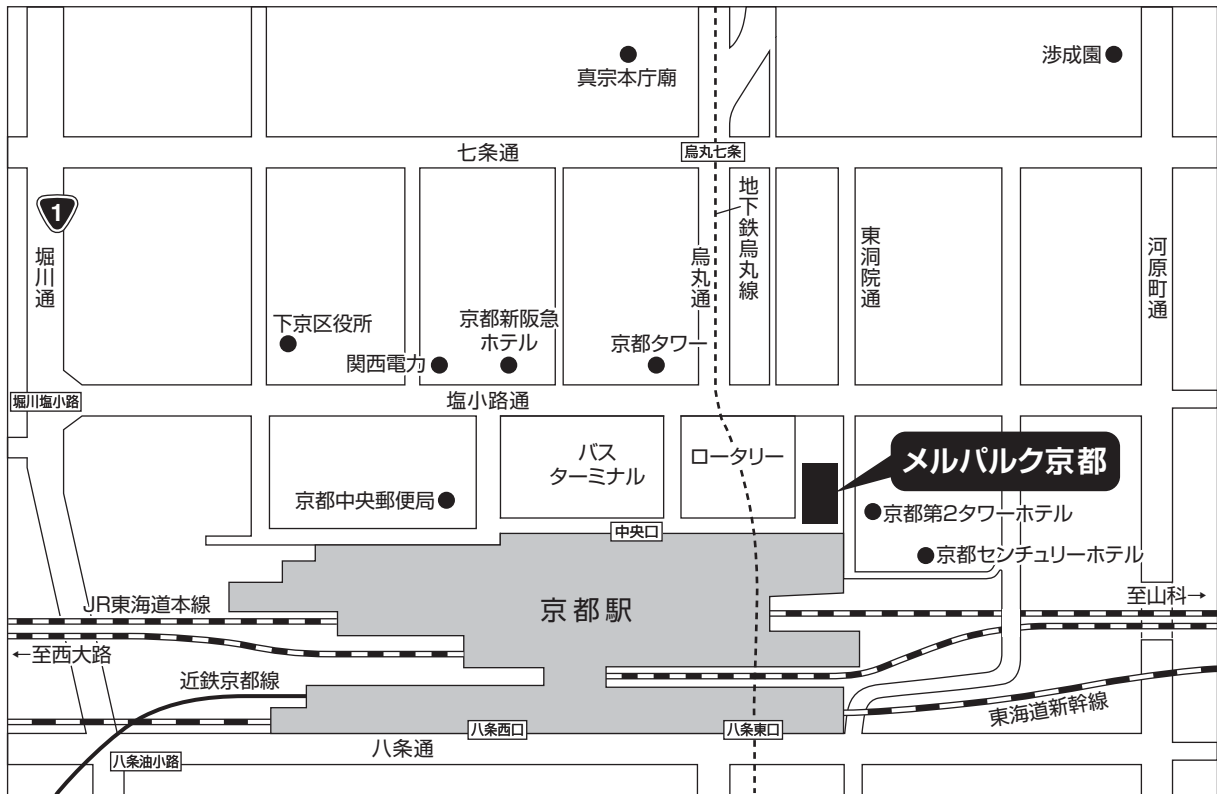 真宗本庁廟
渉成園
七条通
烏丸七条
1
堀川通
地下鉄烏丸線
烏丸通
東洞院通
河原町通
下京区役所
京都新阪急
ホテル
関西電力
京都タワー
堀川塩小路
塩小路通
バス
ターミナル
ロータリー
メルパルク京都
京都中央郵便局
京都第2タワーホテル
中央口
京都センチュリーホテル
JR東海道本線
京都駅
至山科→
←至西大路
近鉄京都線
東海道新幹線
八条西口
八条東口
八条通
八条油小路